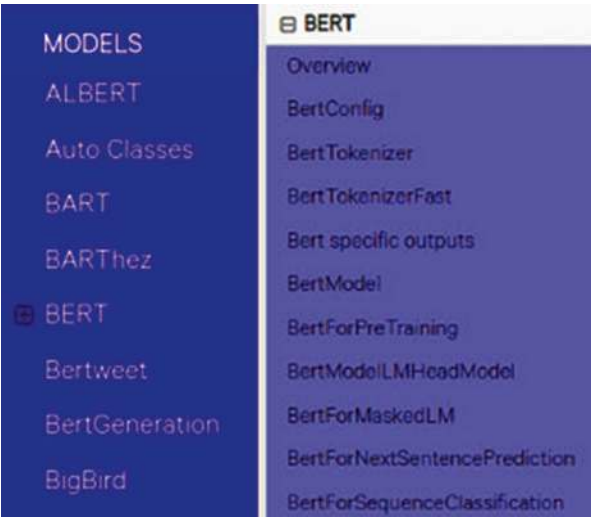 MODELS
ALBERT
Auto Classes
BART
BARThez
BERT
Bertweet
BertGeneration
BigBird
BERT
Overview
BertConfig
BertTokenizer
BertTokenizerFast
Bert specific outputs
BertModel
BertForPreTraining
BertModelLMHeadModel
BertForMaskedLM
BertForNextSentencePrediction
BertForSequenceClassification